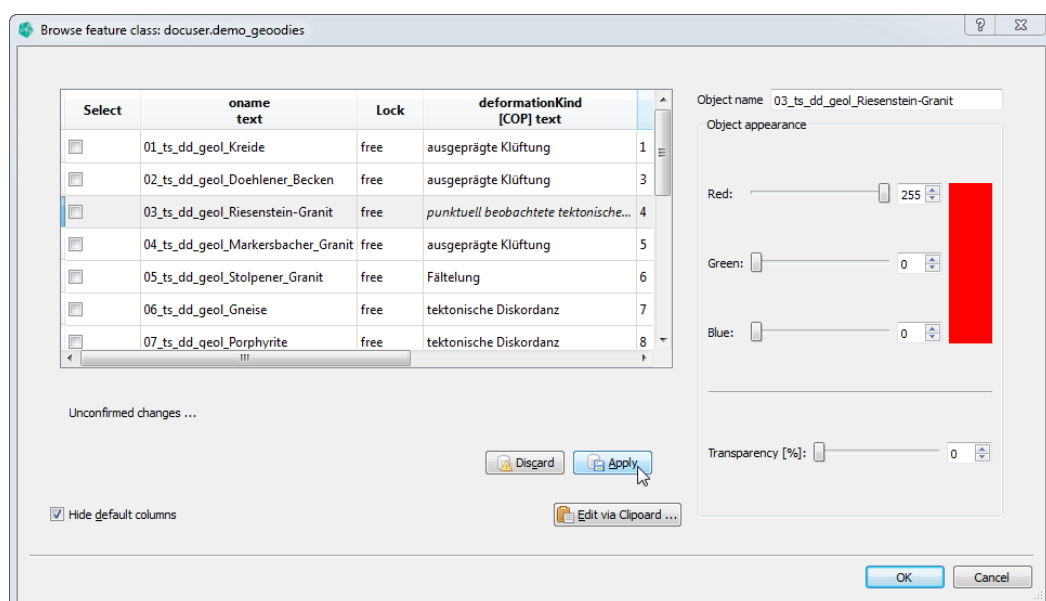 Browse feature class: docuser.demo_geoodies
Select
oname
text
Lock
deformationKind
[COP] text
01_ts_dd_geol_Kreide free ausgeprägte Klüftung 1
02_ts_dd_geol_Doehlener_Becken free ausgeprägte Klüftung 3
03_ts_dd_geol_Riesenstein-Granit free punktuell beobachtete tektonische... 4
04_ts_dd_geol_Markersbacher_Granit free ausgeprägte Klüftung 5
05_ts_dd_geol_Stolpener_Granit free Fältelung 6
06_ts_dd_geol_Gneise free tektonische Diskordanz 7
07_ts_dd_geol_Porphyrite free tektonische Diskordanz 8
Unconfirmed changes ...
Discard Apply
Hide default columns
Edit via Clipoard ...
Object name 03_ts_dd_geol_Riesenstein-Granit
Object appearance
Red: 255
Green: 0
Blue: 0
Transparency [%]: 0
OK Cancel